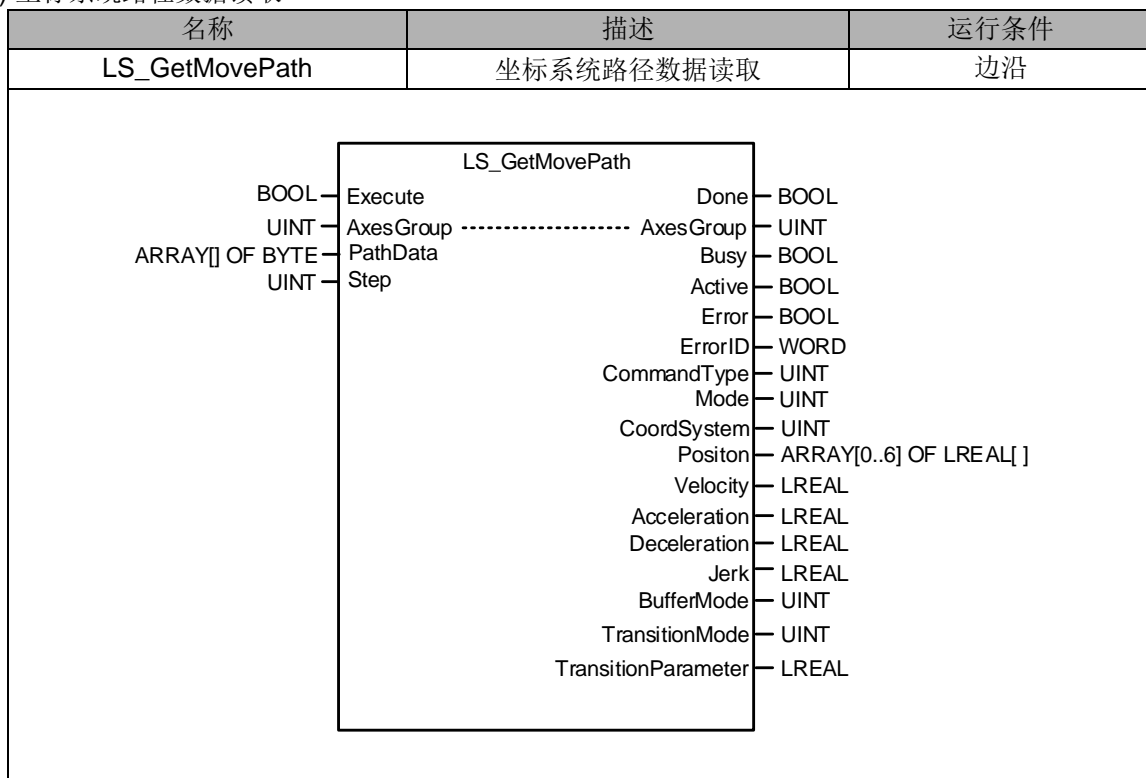 名称 描述 运行条件
LS_GetMovePath 坐标系统路径数据读取 边沿
LS_GetMovePath
BOOL Execute Done BOOL
UINT AxesGroup AxesGroup UINT
ARRAY[] OF BYTE PathData Busy BOOL
UINT Step Active BOOL
Error BOOL
ErrorID WORD
CommandType UINT
Mode UINT
CoordSystem UINT
Positon ARRAY[0..6] OF LREAL[ ]
Velocity LREAL
Acceleration LREAL
Deceleration LREAL
Jerk LREAL
BufferMode UINT
TransitionMode UINT
TransitionParameter LREAL